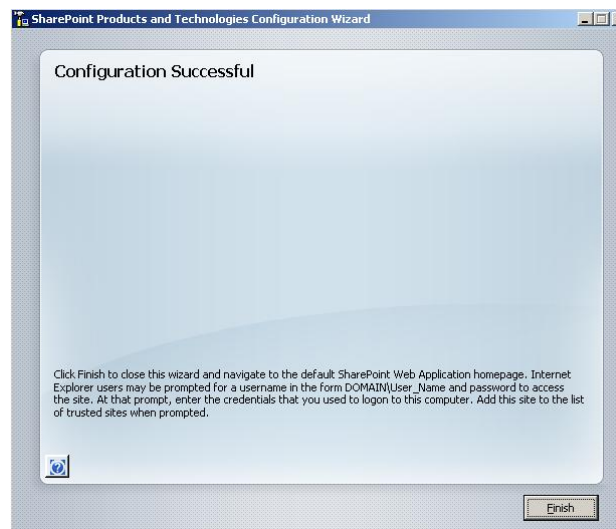 SharePoint Products and Technologies Configuration Wizard
Configuration Successful
Click Finish to close this wizard and navigate to the default SharePoint Web Application homepage. Internet
Explorer users may be prompted for a username in the form DOMAIN\User_Name and password to access
the site. At that prompt, enter the credentials that you used to logon to this computer. Add this site to the list
of trusted sites when prompted.
Finish